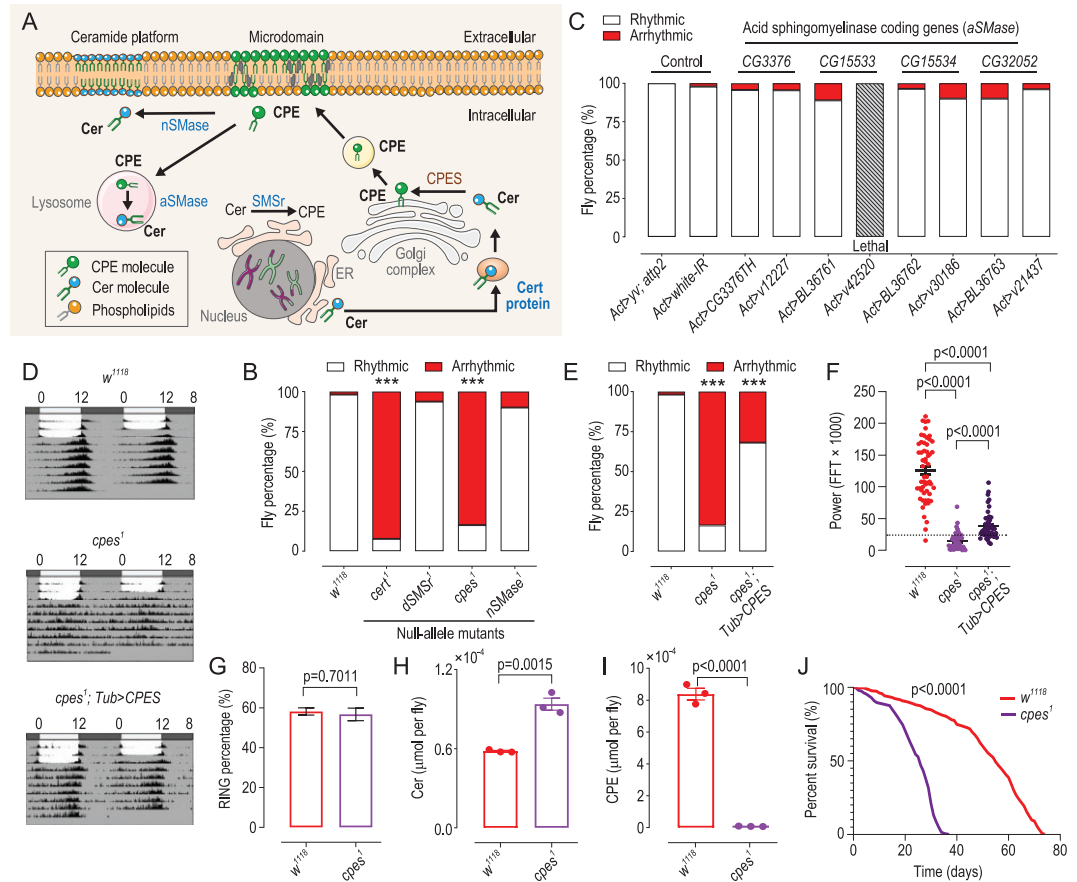 A
Ceramide platform
Microdomain
Extracellular
Intracellular
Cer
nSMase
CPE
CPE
CPE
CPE
CPES
Cer
Lysosome
aSMase
Cer
Cer
SMSr
CPE
Golgi
complex
ER
Nucleus
Cer
Cert
protein
CPE molecule
Cer molecule
Phospholipids
C
Rhythmic
Arrhythmic
Acid sphingomyelinase coding genes (aSMase)
Control
CG3376
CG15533
CG15534
CG32052
Fly percentage (%)
100
75
50
25
0
Lethal
Act>yv; attp2
Act>white-IR
Act>CG3376TH
Act>v12227
Act>BL36761
Act>v42520
Act>BL36762
Act>v30186
Act>BL36763
Act>v21437
D
w1118
0 12 0 12 8
cpes1
0 12 0 12 8
cpes1; Tub>CPES
0 12 0 12 8
B
Rhythmic
Arrhythmic
*** ***
Fly percentage (%)
100
75
50
25
0
w1118
cert1
dSMSr1
cpes1
nSMase1
Null-allele mutants
E
Rhythmic
Arrhythmic
*** ***
Fly percentage (%)
100
75
50
25
0
w1118
cpes1
cpes1;
Tub>CPES
F
p<0.0001
p<0.0001
p<0.0001
Power (FFT × 1000)
250
200
150
100
50
0
w1118
cpes1
cpes1;
Tub>CPES
G
p=0.7011
RING percentage (%)
80
60
40
20
0
w1118
cpes1
H
×10-4
p=0.0015
Cer (μmol per fly)
1.2
0.6
0.0
w1118
cpes1
I
×10-4
p<0.0001
CPE (μmol per fly)
10
8
6
4
2
0
w1118
cpes1
J
p<0.0001
w1118
cpes1
Percent survival (%)
100
50
0
0 20 40 60 80
Time (days)